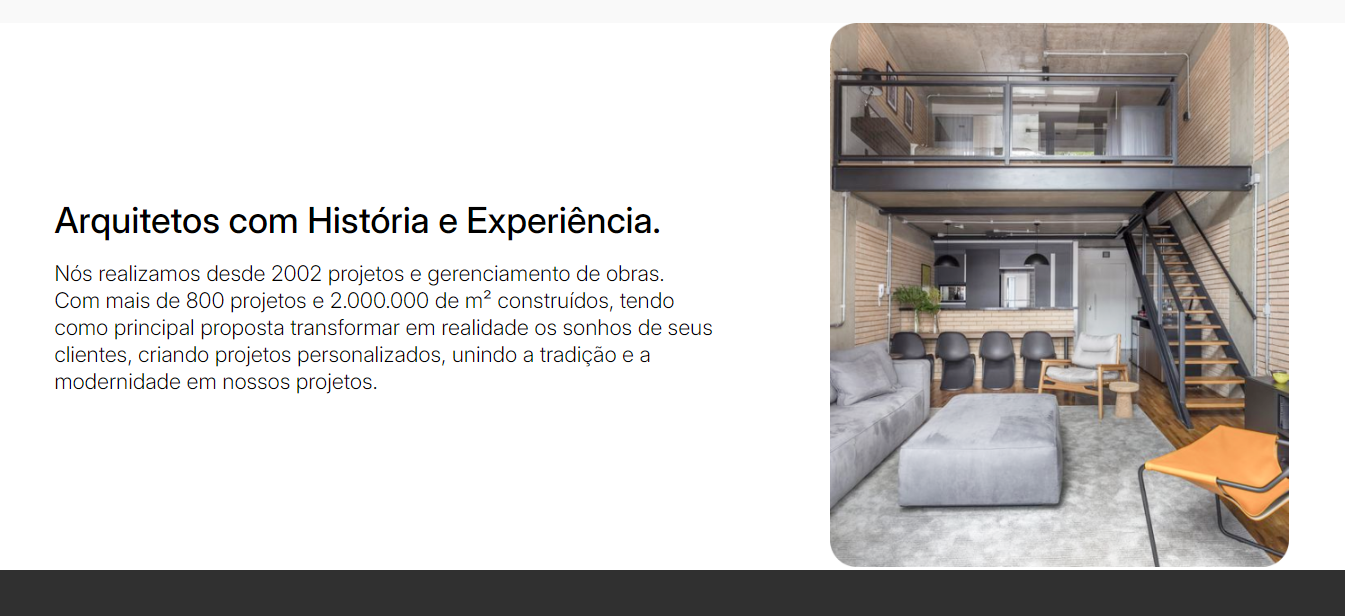 Arquitetos com História e Experiência.
Nós realizamos desde 2002 projetos e gerenciamento de obras.
Com mais de 800 projetos e 2.000.000 de m² construídos, tendo
como principal proposta transformar em realidade os sonhos de seus
clientes, criando projetos personalizados, unindo a tradição e a
modernidade em nossos projetos.